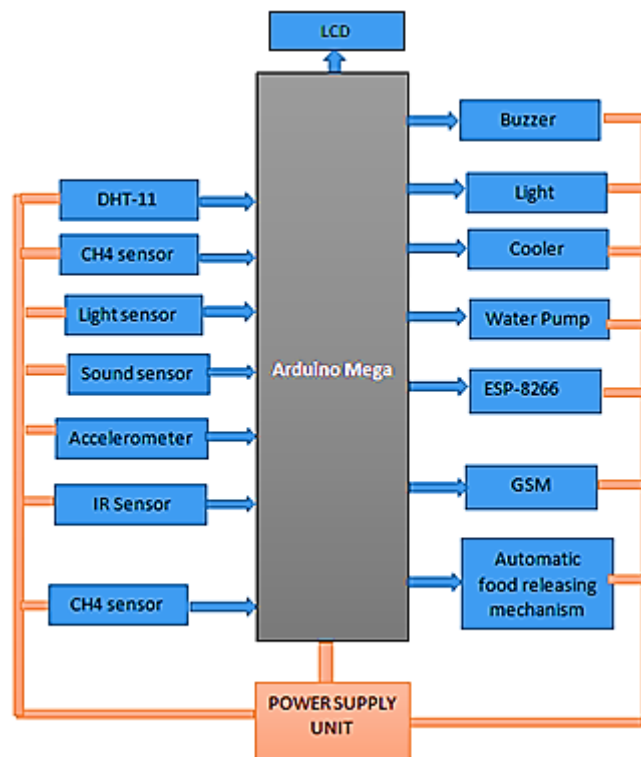 LCD
DHT-11
CH4 sensor
Light sensor
Sound sensor
Accelerometer
IR Sensor
CH4 sensor
Arduino Mega
Buzzer
Light
Cooler
Water Pump
ESP-8266
GSM
Automatic
food releasing
mechanism
POWER SUPPLY
UNIT